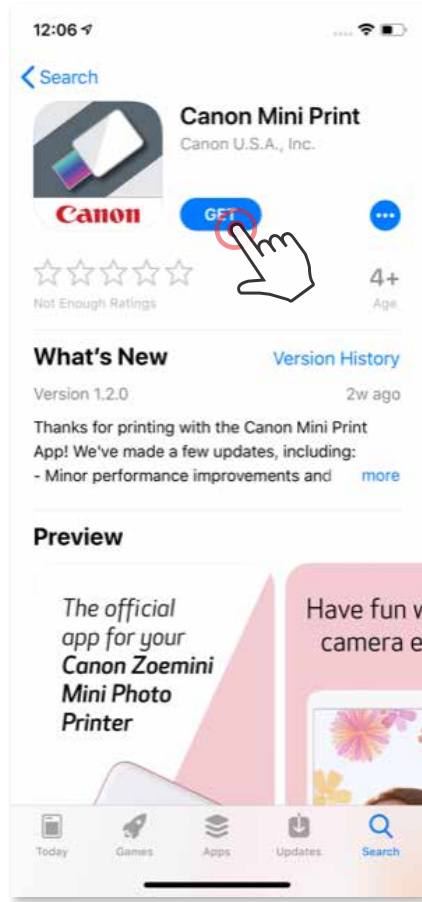 12:06
Search
Canon Mini Print
Canon U.S.A., Inc.
Canon
GET
4+
Not Enough Ratings
Age
What's New
Version History
Version 1.2.0
2w ago
Thanks for printing with the Canon Mini Print
App! We've made a few updates, including:
- Minor performance improvements and
more
Preview
The official
app for your
Canon Zoemini
Mini Photo
Printer
Have fun w
camera e
Today
Games
Apps
Updates
Search